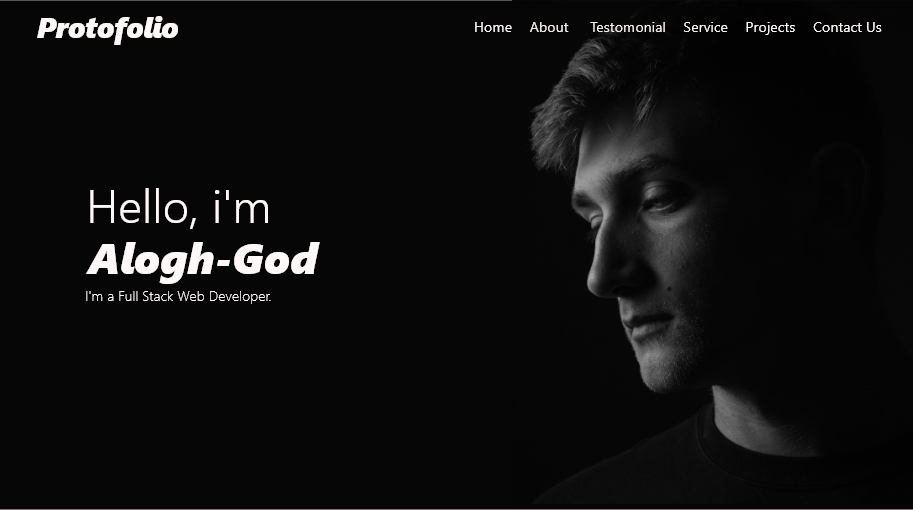 Protofolio
Home About Testomonial Service Projects Contact Us
Hello, i'm
Alogh-God
I'm a Full Stack Web Developer.